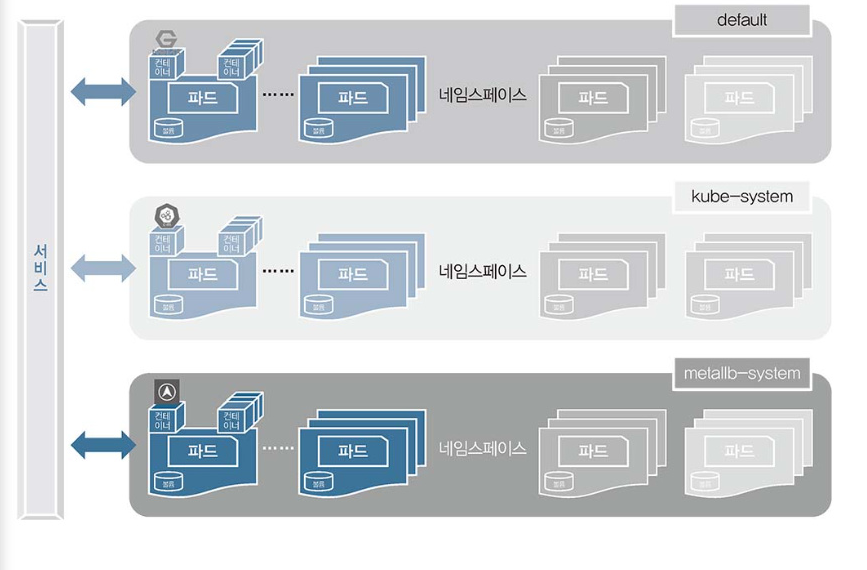 default
컨테
이너
컨테
이너
파드
볼륨
......
파드
볼륨
네임스페이스
파드
볼륨
파드
볼륨
kube-system
컨테
이너
컨테
이너
파드
볼륨
......
파드
볼륨
네임스페이스
파드
볼륨
파드
볼륨
서비스
metallb-system
컨테
이너
컨테
이너
파드
볼륨
......
파드
볼륨
네임스페이스
파드
볼륨
파드
볼륨